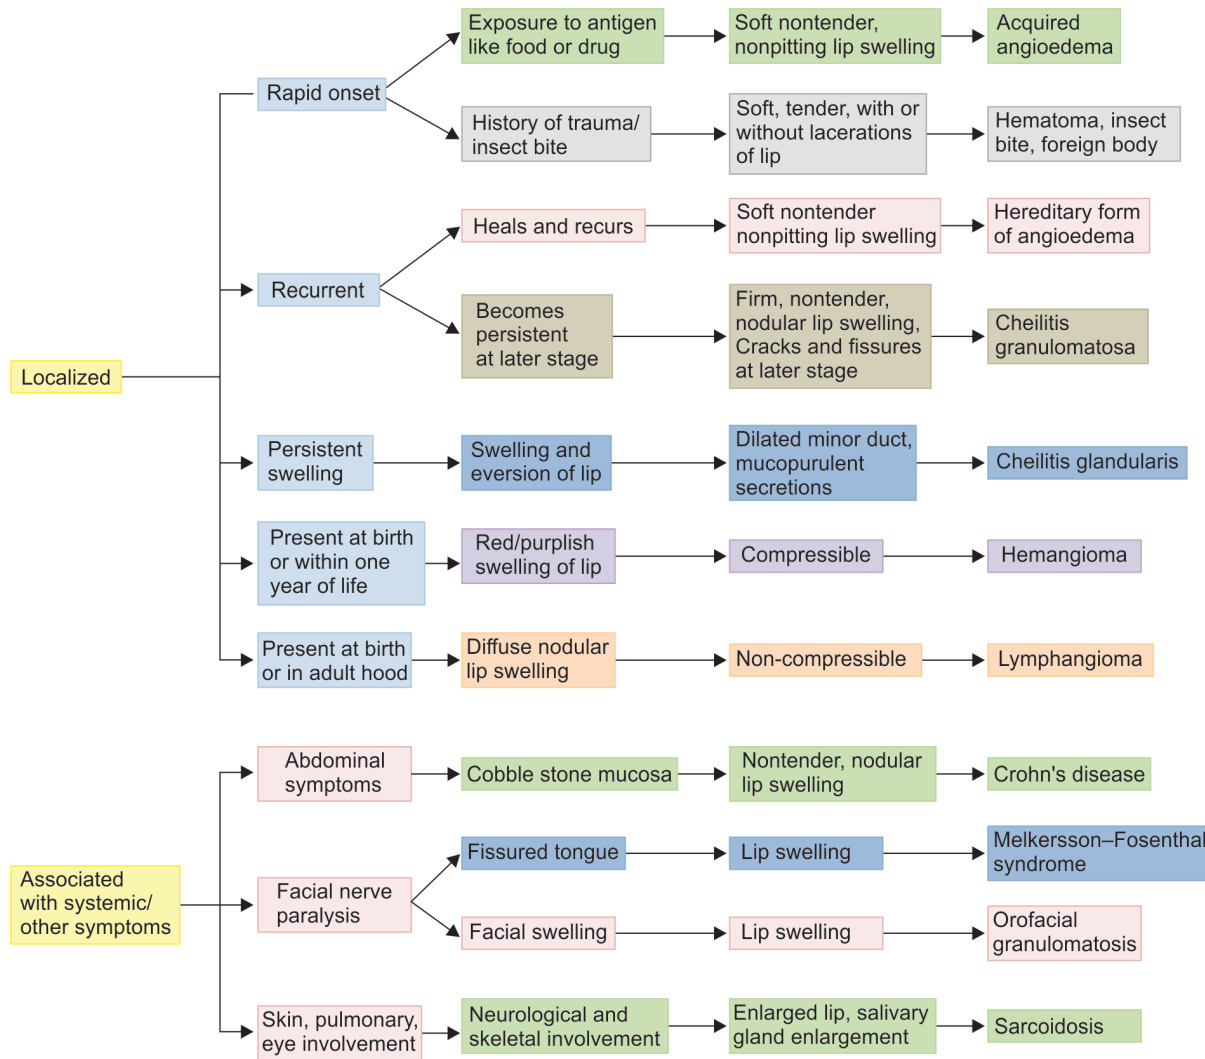 Exposure to antigen
like food or drug
Soft nontender,
nonpitting lip swelling
Acquired
angioedema
Rapid onset
History of trauma/
insect bite
Soft, tender, with or
without lacerations
of lip
Hematoma, insect
bite, foreign body
Heals and recurs
Soft nontender
nonpitting lip swelling
Hereditary form
of angioedema
Recurrent
Becomes
persistent
at later stage
Firm, nontender,
nodular lip swelling,
Cracks and fissures
at later stage
Cheilitis
granulomatosa
Localized
Persistent
swelling
Swelling and
eversion of lip
Dilated minor duct,
mucopurulent
secretions
Cheilitis glandularis
Present at birth
or within one
year of life
Red/purplish
swelling of lip
Compressible
Hemangioma
Present at birth
or in adult hood
Diffuse nodular
lip swelling
Non-compressible
Lymphangioma
Abdominal
symptoms
Cobble stone mucosa
Nontender, nodular
lip swelling
Crohn's disease
Associated
with systemic/
other symptoms
Facial nerve
paralysis
Fissured tongue
Lip swelling
Melkersson–Fosenthal
syndrome
Facial swelling
Lip swelling
Orofacial
granulomatosis
Skin, pulmonary,
eye involvement
Neurological and
skeletal involvement
Enlarged lip, salivary
gland enlargement
Sarcoidosis